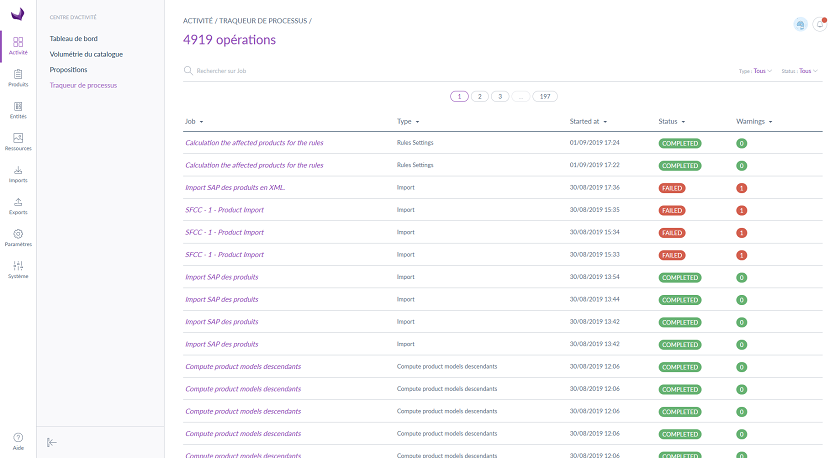 Activité
Produits
Entités
Ressources
Imports
Exports
Paramètres
Système
Aide
CENTRE D'ACTIVITÉ
Tableau de bord
Volumétrie du catalogue
Propositions
Traqueur de processus
ACTIVITÉ / TRAQUEUR DE PROCESSUS /
4919 opérations
Rechercher sur Job
Type : Tous
Status : Tous
1 2 3 ... 197
Job Type Started at Status Warnings
Calculation the affected products for the rules Rules Settings 01/09/2019 17:24 COMPLETED 0
Calculation the affected products for the rules Rules Settings 01/09/2019 17:22 COMPLETED 0
Import SAP des produits en XML. Import 30/08/2019 17:36 FAILED 1
SFCC - 1 - Product Import Import 30/08/2019 15:35 FAILED 1
SFCC - 1 - Product Import Import 30/08/2019 15:34 FAILED 1
SFCC - 1 - Product Import Import 30/08/2019 15:33 FAILED 1
Import SAP des produits Import 30/08/2019 13:54 COMPLETED 0
Import SAP des produits Import 30/08/2019 13:44 COMPLETED 0
Import SAP des produits Import 30/08/2019 13:42 COMPLETED 0
Import SAP des produits Import 30/08/2019 13:42 COMPLETED 0
Compute product models descendants Compute product models descendants 30/08/2019 12:06 COMPLETED 0
Compute product models descendants Compute product models descendants 30/08/2019 12:06 COMPLETED 0
Compute product models descendants Compute product models descendants 30/08/2019 12:06 COMPLETED 0
Compute product models descendants Compute product models descendants 30/08/2019 12:06 COMPLETED 0
Compute product models descendants Compute product models descendants 30/08/2019 12:06 COMPLETED 0